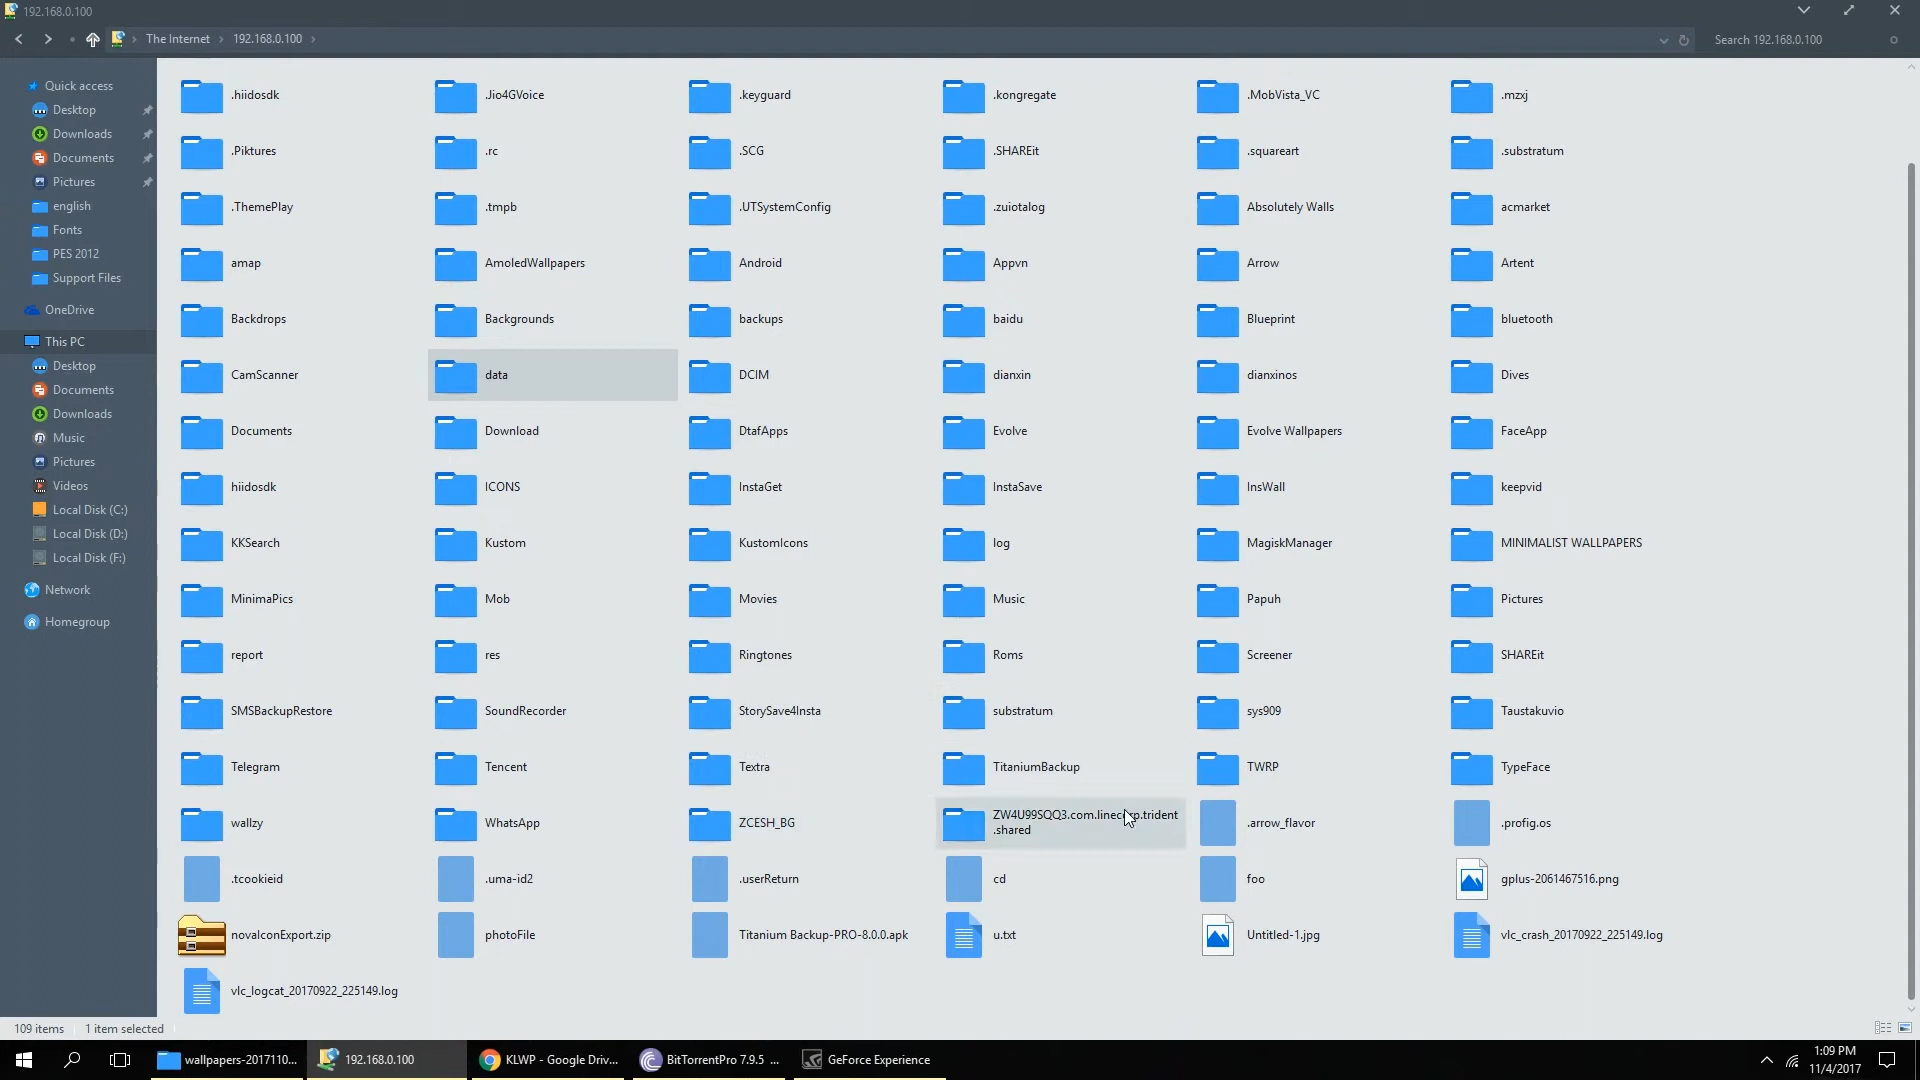 192.168.0.100
The Internet
192.168.0.100
Search 192.168.0.100
Quick access
Desktop
Downloads
Documents
Pictures
english
Fonts
PES 2012
Support Files
OneDrive
This PC
Desktop
Documents
Downloads
Music
Pictures
Videos
Local Disk (C:)
Local Disk (D:)
Local Disk (F:)
Network
Homegroup
.hiidosdk
.Jio4GVoice
.keyguard
.kongregate
.MobVista_VC
.mzxj
.Piktures
.rc
.SCG
.SHAREit
.squareart
.substratum
.ThemePlay
.tmpb
.UTSystemConfig
.zuiotalog
Absolutely Walls
acmarket
amap
AmoledWallpapers
Android
Appvn
Arrow
Artent
Backdrops
Backgrounds
backups
baidu
Blueprint
bluetooth
CamScanner
data
DCIM
dianxin
dianxinos
Dives
Documents
Download
DtafApps
Evolve
Evolve Wallpapers
FaceApp
hiidosdk
ICONS
InstaGet
InstaSave
InsWall
keepvid
KKSearch
Kustom
KustomIcons
log
MagiskManager
MINIMALIST WALLPAPERS
MinimaPics
Mob
Movies
Music
Papuh
Pictures
report
res
Ringtones
Roms
Screener
SHAREit
SMSBackupRestore
SoundRecorder
StorySave4Insta
substratum
sys909
Taustakuvio
Telegram
Tencent
Textra
TitaniumBackup
TWRP
TypeFace
wallzy
WhatsApp
ZCESH_BG
.shared
.arrow_flavor
.profig.os
.tcookieid
.uma-id2
.userReturn
cd
foo
gplus-2061467516.png
novaIconExport.zip
photoFile
Titanium Backup-PRO-8.0.0.apk
u.txt
Untitled-1.jpg
vlc_crash_20170922_225149.log
vlc_logcat_20170922_225149.log
109 items
1 item selected
wallpapers-2017110...
192.168.0.100
KLWP - Google Driv...
BitTorrentPro 7.9.5 ...
GeForce Experience
1:09 PM
11/4/2017